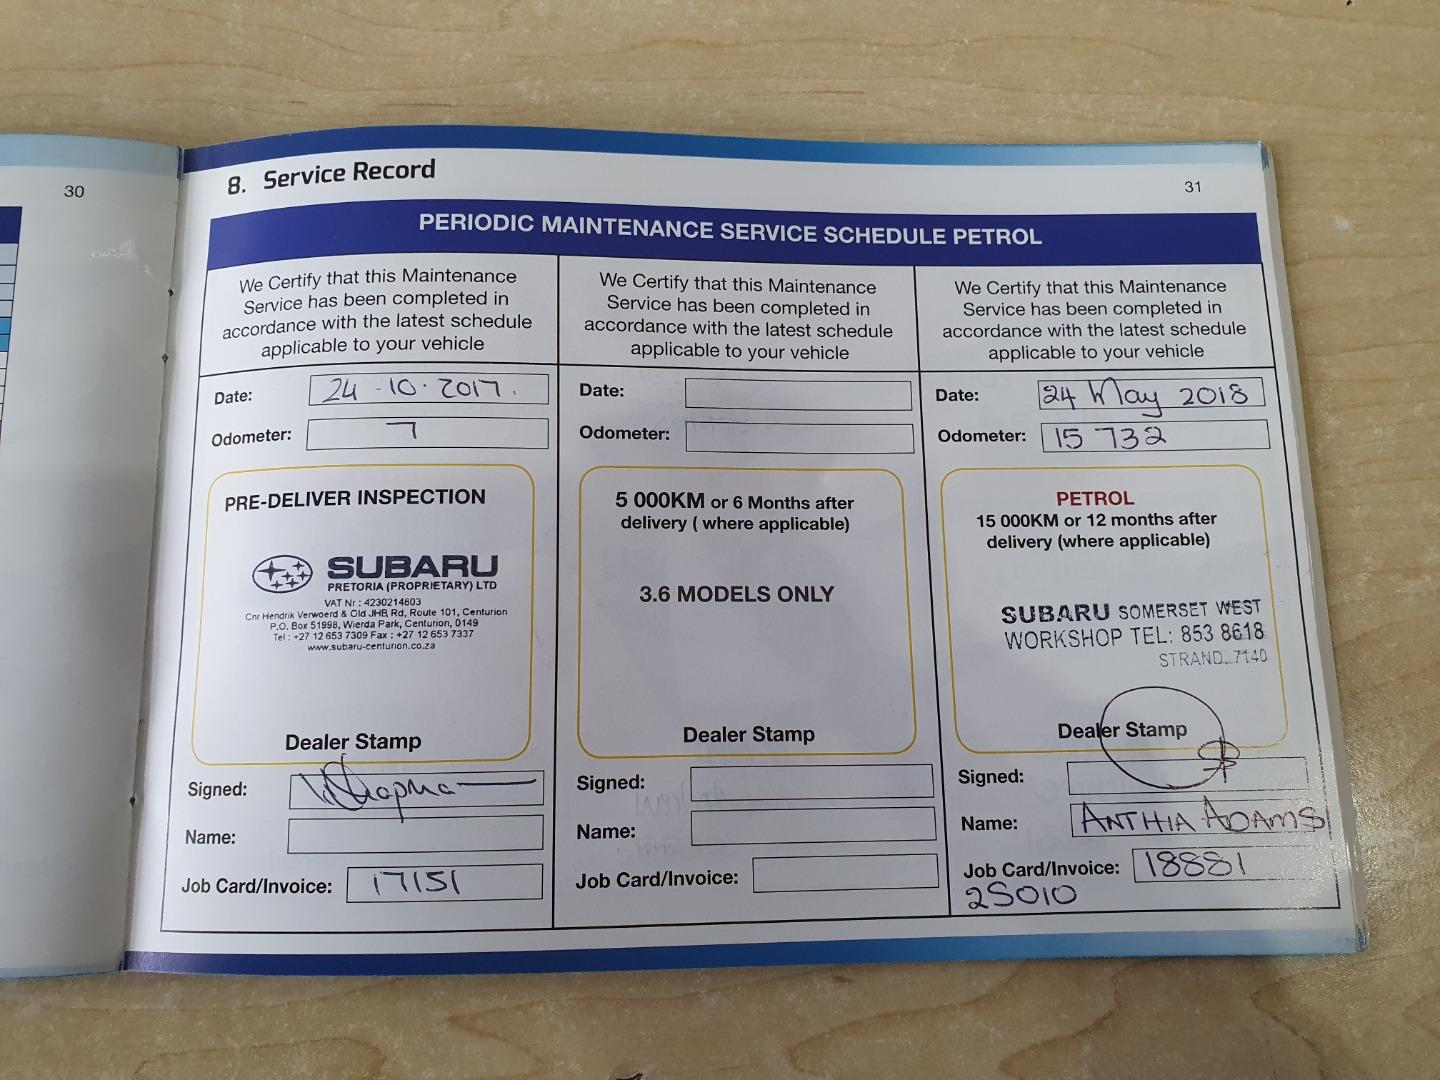 30
8. Service Record
31
PERIODIC MAINTENANCE SERVICE SCHEDULE PETROL
We Certify that this Maintenance
Service has been completed in
accordance with the latest schedule
applicable to your vehicle
Date: 24-10-2017.
Odometer: 7
PRE-DELIVER INSPECTION
SUBARU
PRETORIA (PROPRIETARY) LTD
VAT Nr : 4230214603
Cnr Hendrik Verwoerd & Old JHB Rd, Route 101, Centurion
P.O. Box 51998, Wierda Park, Centurion, 0149
Tel : +27 12 653 7309 Fax : +27 12 653 7337
www.subaru-centurion.co.za
Dealer Stamp
Signed:
Name:
Job Card/Invoice: 17151
We Certify that this Maintenance
Service has been completed in
accordance with the latest schedule
applicable to your vehicle
Date:
Odometer:
5 000KM or 6 Months after
delivery ( where applicable)
3.6 MODELS ONLY
Dealer Stamp
Signed:
Name:
Job Card/Invoice:
We Certify that this Maintenance
Service has been completed in
accordance with the latest schedule
applicable to your vehicle
Date: 24 May 2018
Odometer: 15 732
PETROL
15 000KM or 12 months after
delivery (where applicable)
SUBARU SOMERSET WEST
WORKSHOP TEL: 853 8618
STRAND, 7140
Dealer Stamp
Signed:
Name: ANTHIA ADAMS
Job Card/Invoice: 18881
2S010